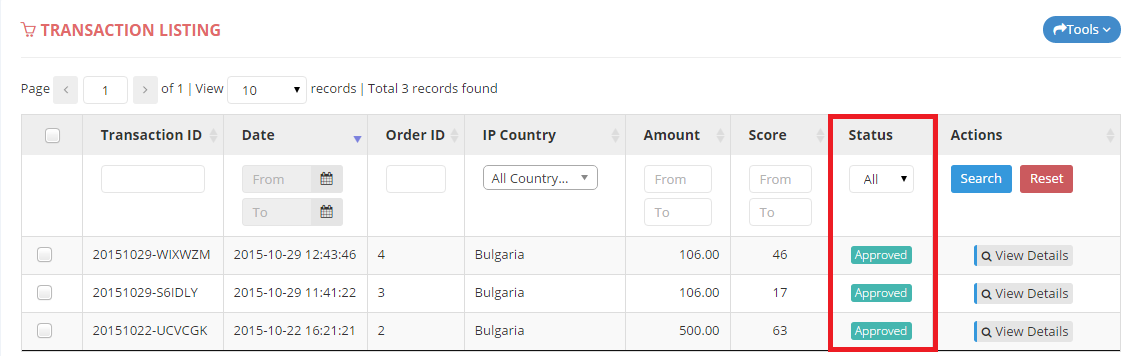 TRANSACTION LISTING
Tools
Page < 1 > of 1 | View 10 records | Total 3 records found
Transaction ID Date Order ID IP Country Amount Score Status Actions
From All Country... From From All Search Reset
To To To
20151029-WIXWZM 2015-10-29 12:43:46 4 Bulgaria 106.00 46 Approved View Details
20151029-S6IDLY 2015-10-29 11:41:22 3 Bulgaria 106.00 17 Approved View Details
20151022-UCVCGK 2015-10-22 16:21:21 2 Bulgaria 500.00 63 Approved View Details